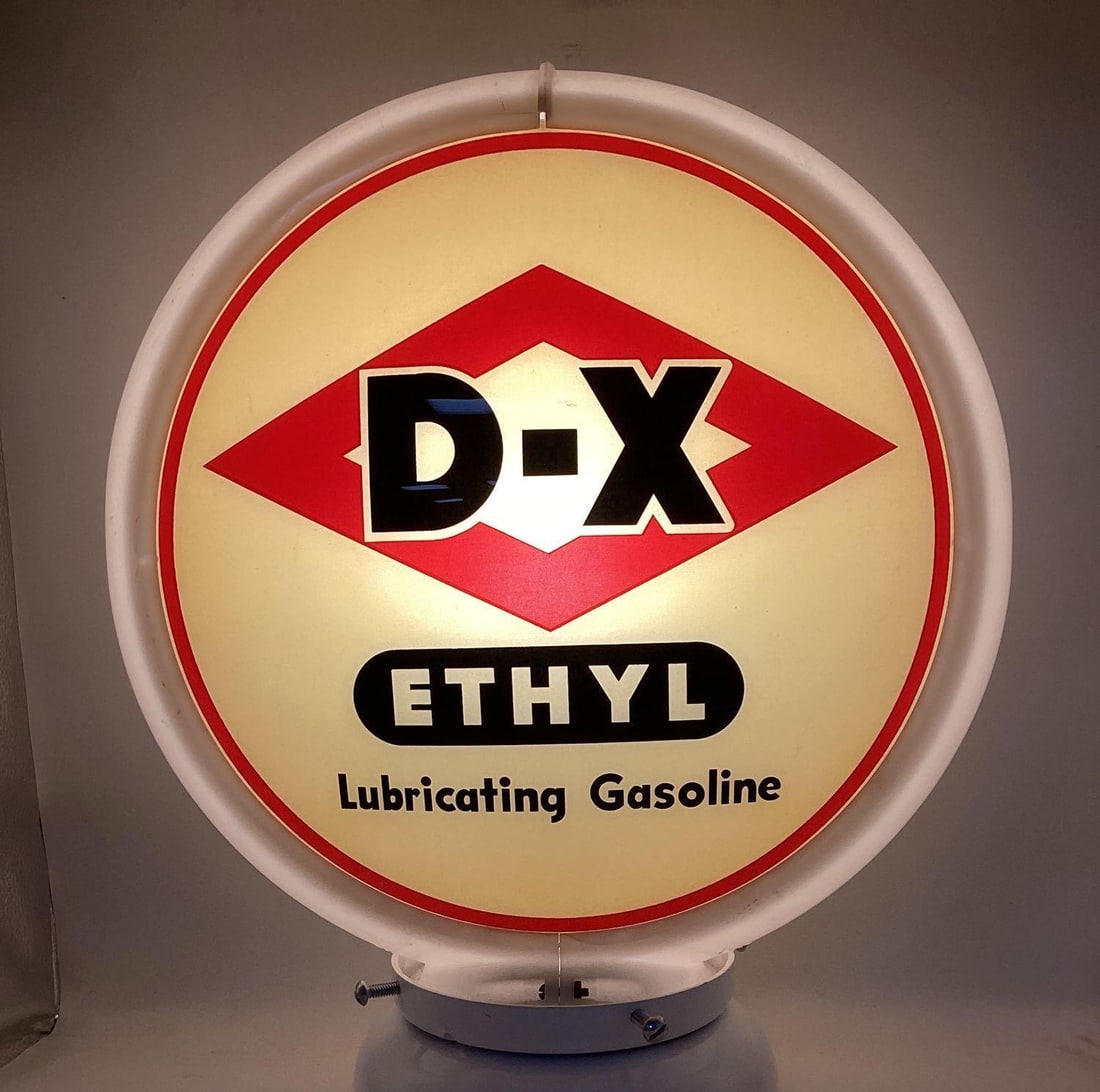 D-X
ETHYL
Lubricating Gasoline